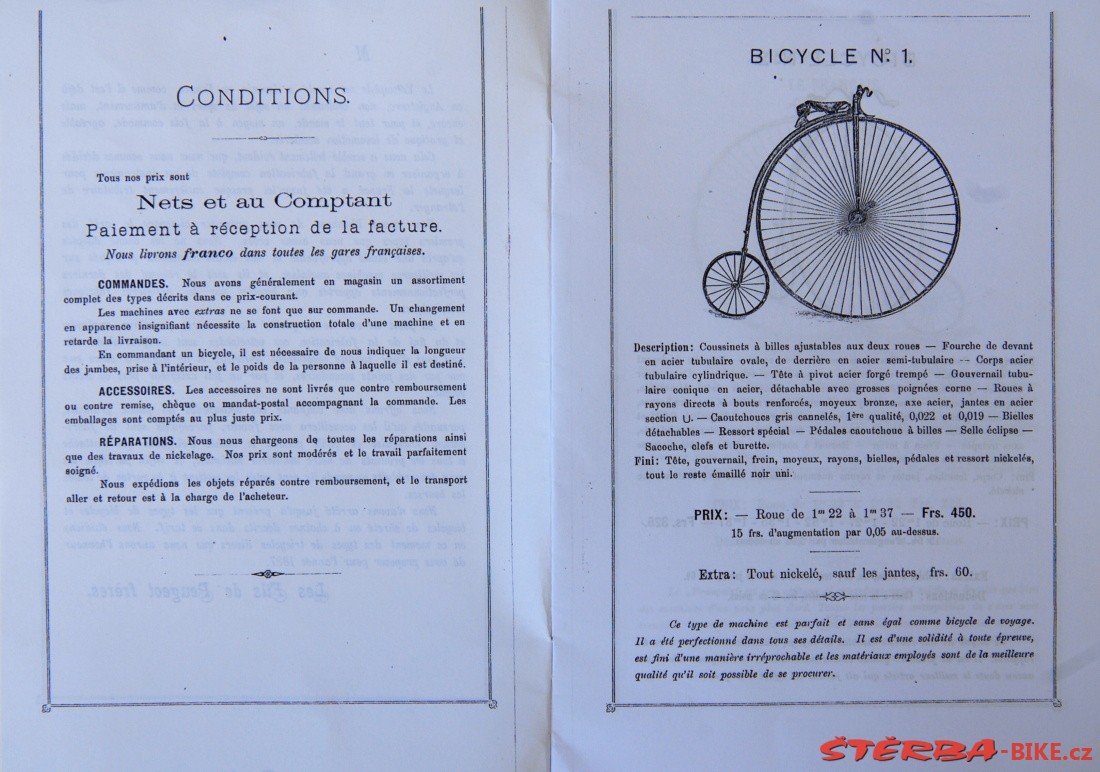 CONDITIONS.
Tous nos prix sont
Nets et au Comptant
Paiement à réception de la facture.
Nous livrons franco dans toutes les gares françaises.
COMMANDES. Nous avons généralement en magasin un assortiment
complet des types décrits dans ce prix-courant.
Les machines avec extras ne se font que sur commande. Un changement
en apparence insignifiant nécessite la construction totale d'une machine et en
retarde la livraison.
En commandant un bicycle, il est nécessaire de nous indiquer la longueur
des jambes, prise à l'intérieur, et le poids de la personne à laquelle il est destiné.
ACCESSOIRES. Les accessoires ne sont livrés que contre remboursement
ou contre remise, chèque ou mandat-postal accompagnant la commande. Les
emballages sont comptés au plus juste prix.
RÉPARATIONS. Nous nous chargeons de toutes les réparations ainsi
que des travaux de nickelage. Nos prix sont modérés et le travail parfaitement
soigné.
Nous expédions les objets réparés contre remboursement, et le transport
aller et retour est à la charge de l'acheteur.
BICYCLE No. 1.
Description: Coussinets à billes ajustables aux deux roues — Fourche de devant
en acier tubulaire ovale, de derrière en acier semi-tubulaire — Corps acier
tubulaire cylindrique. — Tête à pivot acier forgé trempé — Gouvernail tubu-
laire conique en acier, détachable avec grosses poignées corne — Roues à
rayons directs à bouts renforcés, moyeux bronze, axe acier, jantes en acier
section U. — Caoutchoucs gris cannelés, 1ère qualité, 0,022 et 0,019 — Bielles
détachables — Ressort spécial — Pédales caoutchouc à billes — Selle éclipse —
Sacoche, clefs et burette.
Fini: Tête, gouvernail, frein, moyeux, rayons, bielles, pédales et ressort nickelés,
tout le reste émaillé noir uni.
PRIX: — Roue de 1m 22 à 1m 37 — Frs. 450.
15 frs. d'augmentation par 0,05 au-dessus.
Extra: Tout nickelé, sauf les jantes, frs. 60.
Ce type de machine est parfait et sans égal comme bicycle de voyage.
Il a été perfectionné dans tous ses détails. Il est d'une solidité à toute épreuve,
est fini d'une manière irréprochable et les matériaux employés sont de la meilleure
qualité qu'il soit possible de se procurer.
Les Fils de Peugeot frères.
ŠTĚRBA-BIKE.cz